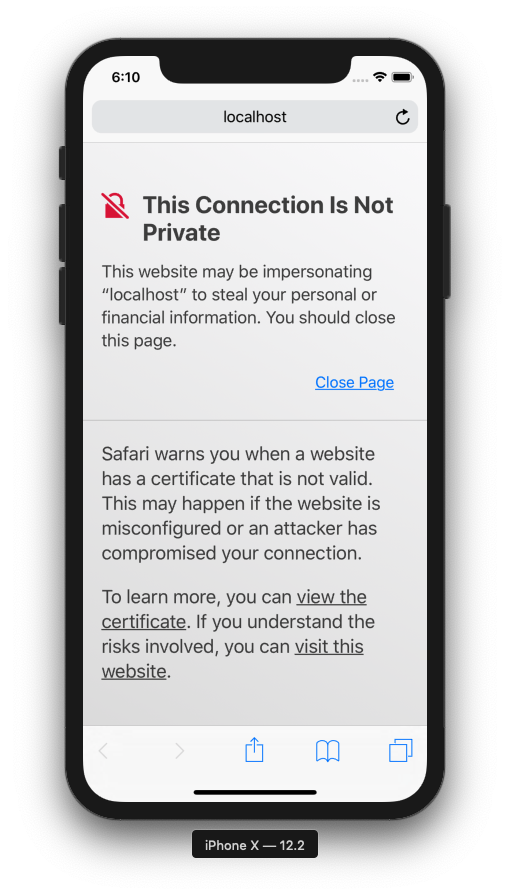 6:10
localhost
This Connection Is Not
Private
This website may be impersonating
“localhost” to steal your personal or
financial information. You should close
this page.
Close Page
Safari warns you when a website
has a certificate that is not valid.
This may happen if the website is
misconfigured or an attacker has
compromised your connection.
To learn more, you can view the
certificate. If you understand the
risks involved, you can visit this
website.
iPhone X — 12.2